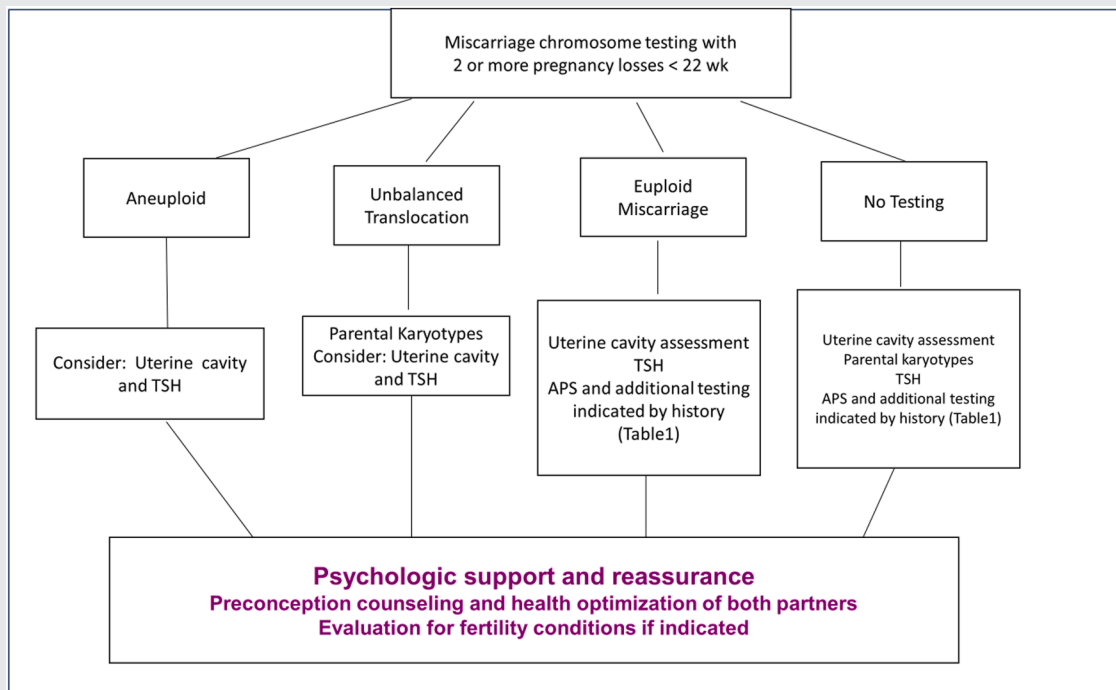 Miscarriage chromosome testing with
2 or more pregnancy losses < 22 wk
Aneuploid
Unbalanced
Translocation
Euploid
Miscarriage
No Testing
Consider: Uterine cavity
and TSH
Parental Karyotypes
Consider: Uterine cavity
and TSH
Uterine cavity assessment
TSH
APS and additional testing
indicated by history
(Table1)
Uterine cavity assessment
Parental karyotypes
TSH
APS and additional testing
indicated by history (Table1)
Psychologic support and reassurance
Preconception counseling and health optimization of both partners
Evaluation for fertility conditions if indicated